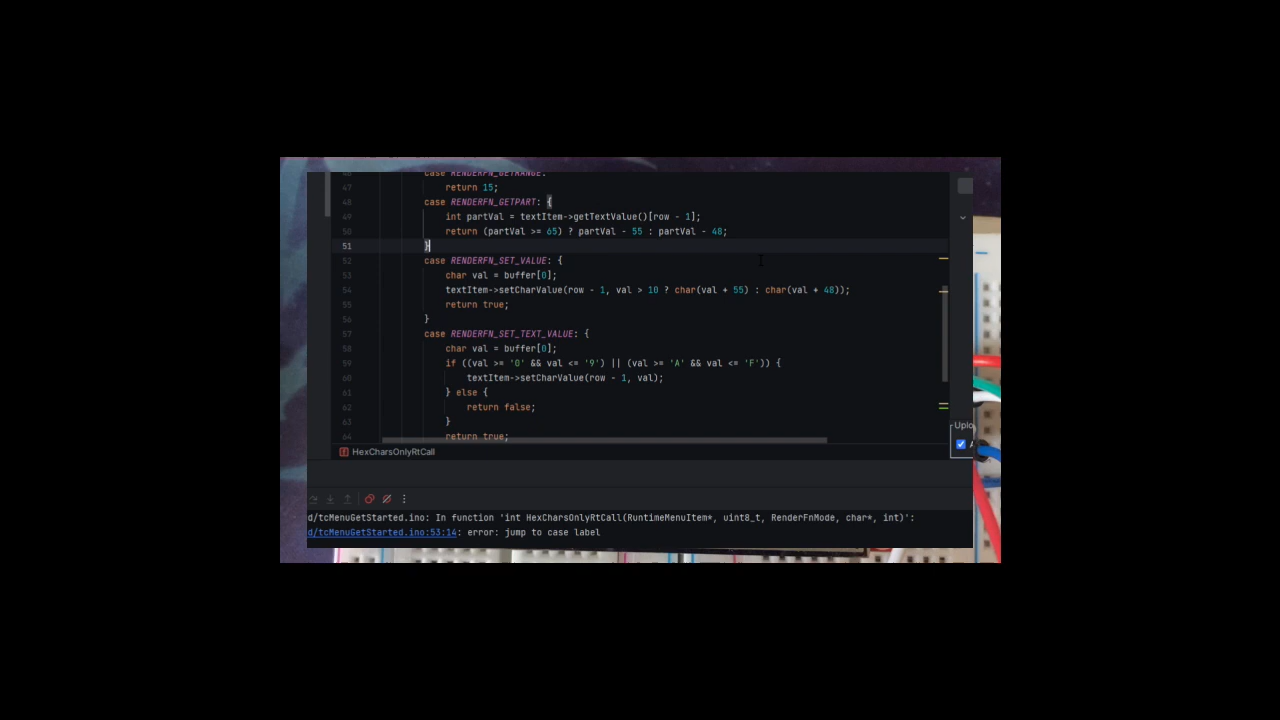 46 case RENDERFN_GETRANGE:
47 return 15;
48 case RENDERFN_GETPART: {
49 int partVal = textItem->getTextValue()[row - 1];
50 return (partVal >= 65) ? partVal - 55 : partVal - 48;
51 }
52 case RENDERFN_SET_VALUE: {
53 char val = buffer[0];
54 textItem->setCharValue(row - 1, val > 10 ? char(val + 55) : char(val + 48));
55 return true;
56 }
57 case RENDERFN_SET_TEXT_VALUE: {
58 char val = buffer[0];
59 if ((val >= '0' && val <= '9') || (val >= 'A' && val <= 'F')) {
60 textItem->setCharValue(row - 1, val);
61 } else {
62 return false;
63 }
64 return true;
Uplo
A
f HexCharsOnlyRtCall
d/tcMenuGetStarted.ino: In function 'int HexCharsOnlyRtCall(RuntimeMenuItem*, uint8_t, RenderFnMode, char*, int)':
d/tcMenuGetStarted.ino:53:14: error: jump to case label